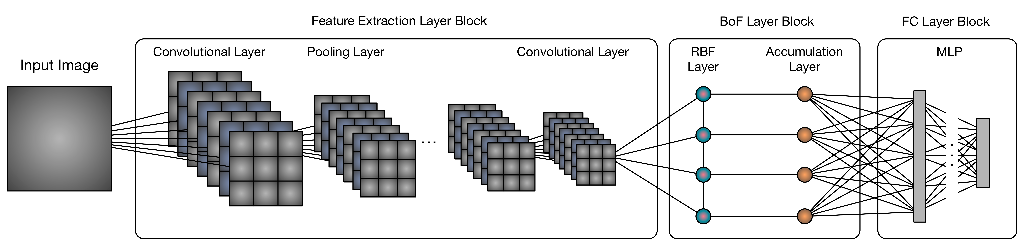 Feature Extraction Layer Block
BoF Layer Block
FC Layer Block
Input Image
Convolutional Layer
Pooling Layer
...
Convolutional Layer
RBF
Layer
Accumulation
Layer
MLP